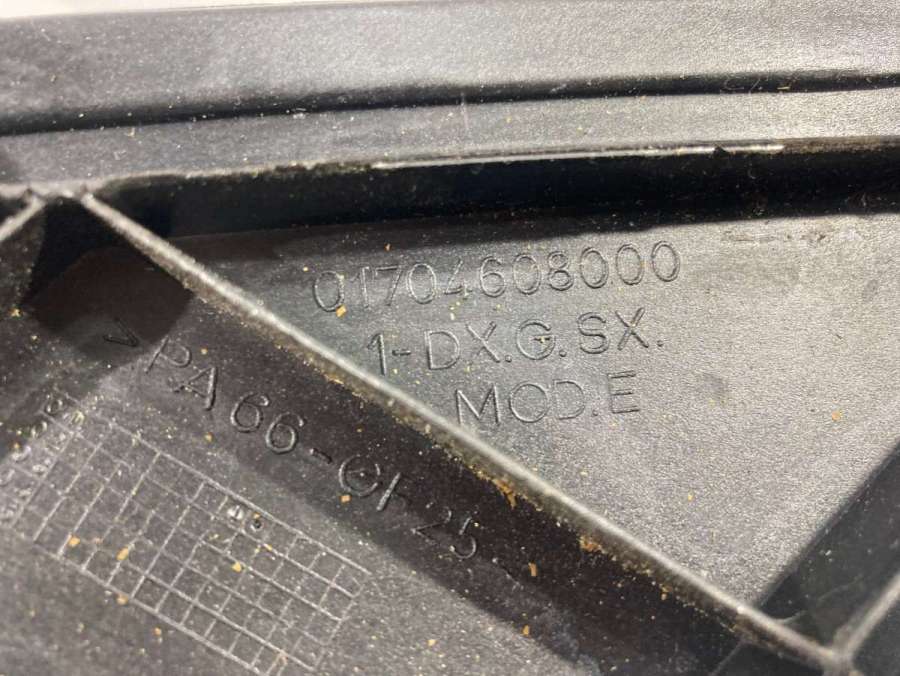 01704608000
1-DX.G.SX.
MOD.E
>.PA66-GF25.<